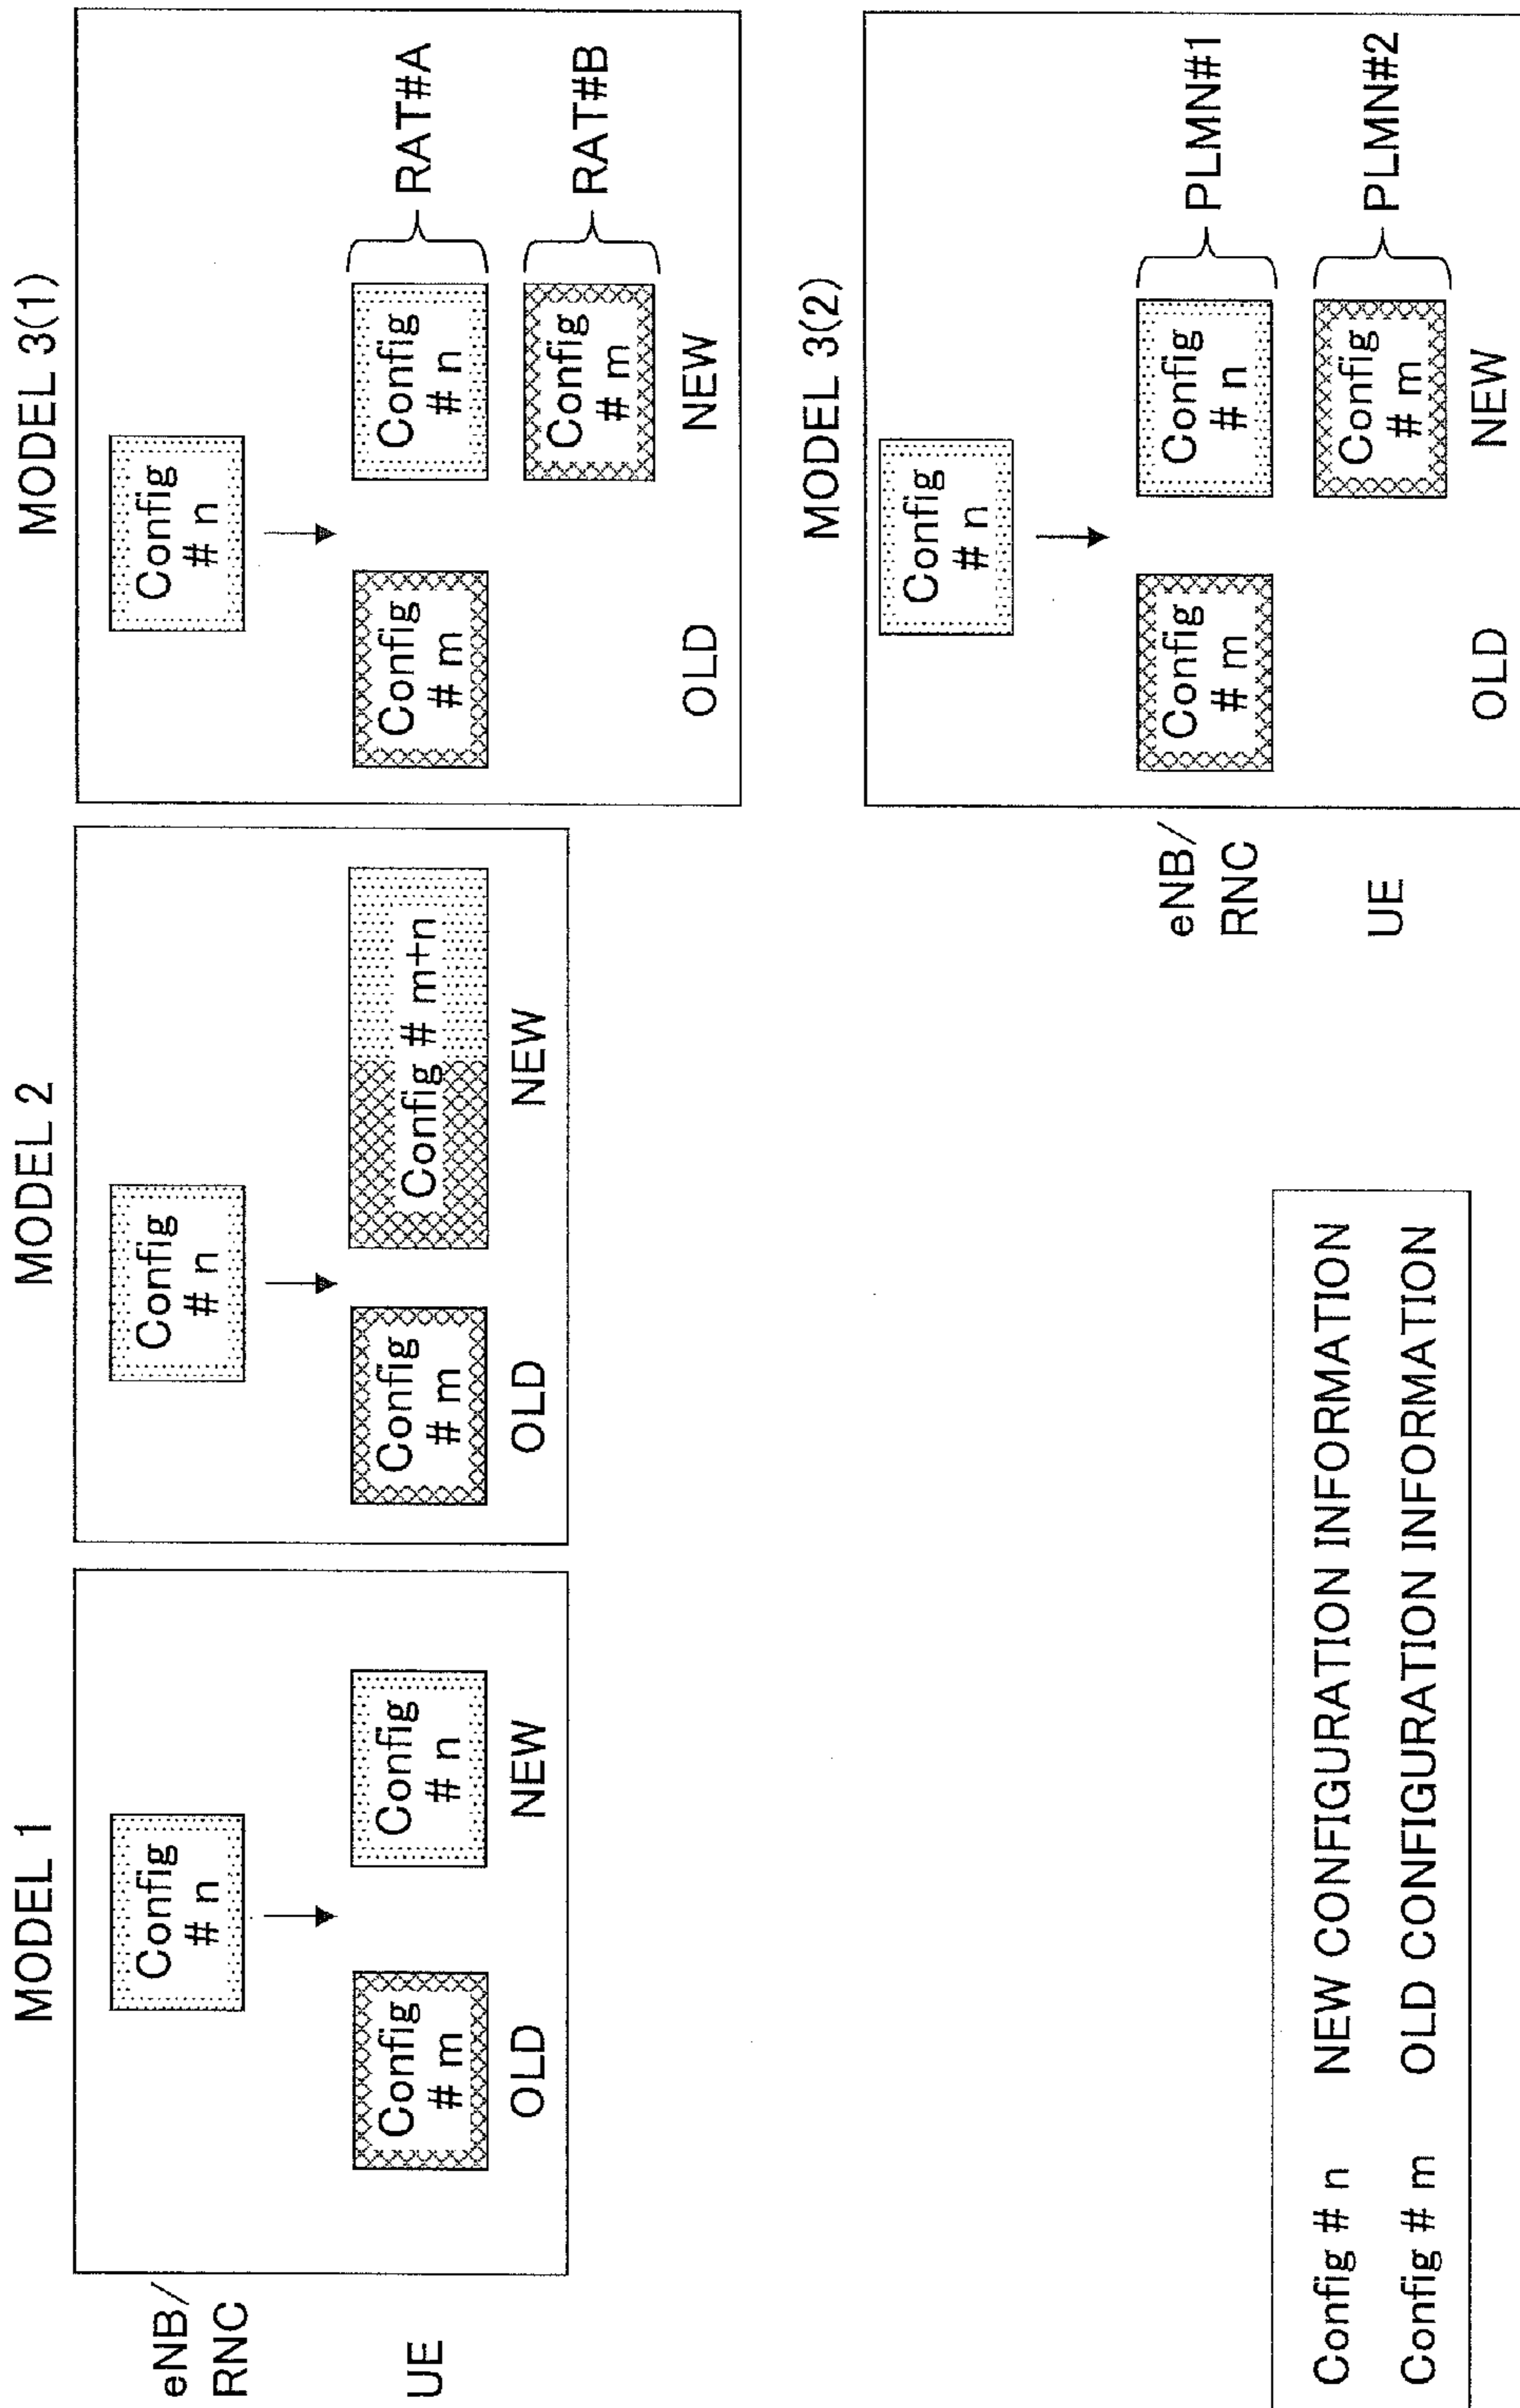 MODEL 1
eNB/
RNC
Config
# n
UE
Config
# m
Config
# n
OLD
NEW
MODEL 2
Config
# n
Config
# m
Config # m+n
OLD
NEW
MODEL 3(1)
Config
# n
Config
# m
Config
# n
RAT#A
Config
# m
RAT#B
OLD
NEW
MODEL 3(2)
eNB/
RNC
Config
# n
UE
Config
# m
Config
# n
PLMN#1
Config
# m
PLMN#2
OLD
NEW
Config # n NEW CONFIGURATION INFORMATION
Config # m OLD CONFIGURATION INFORMATION